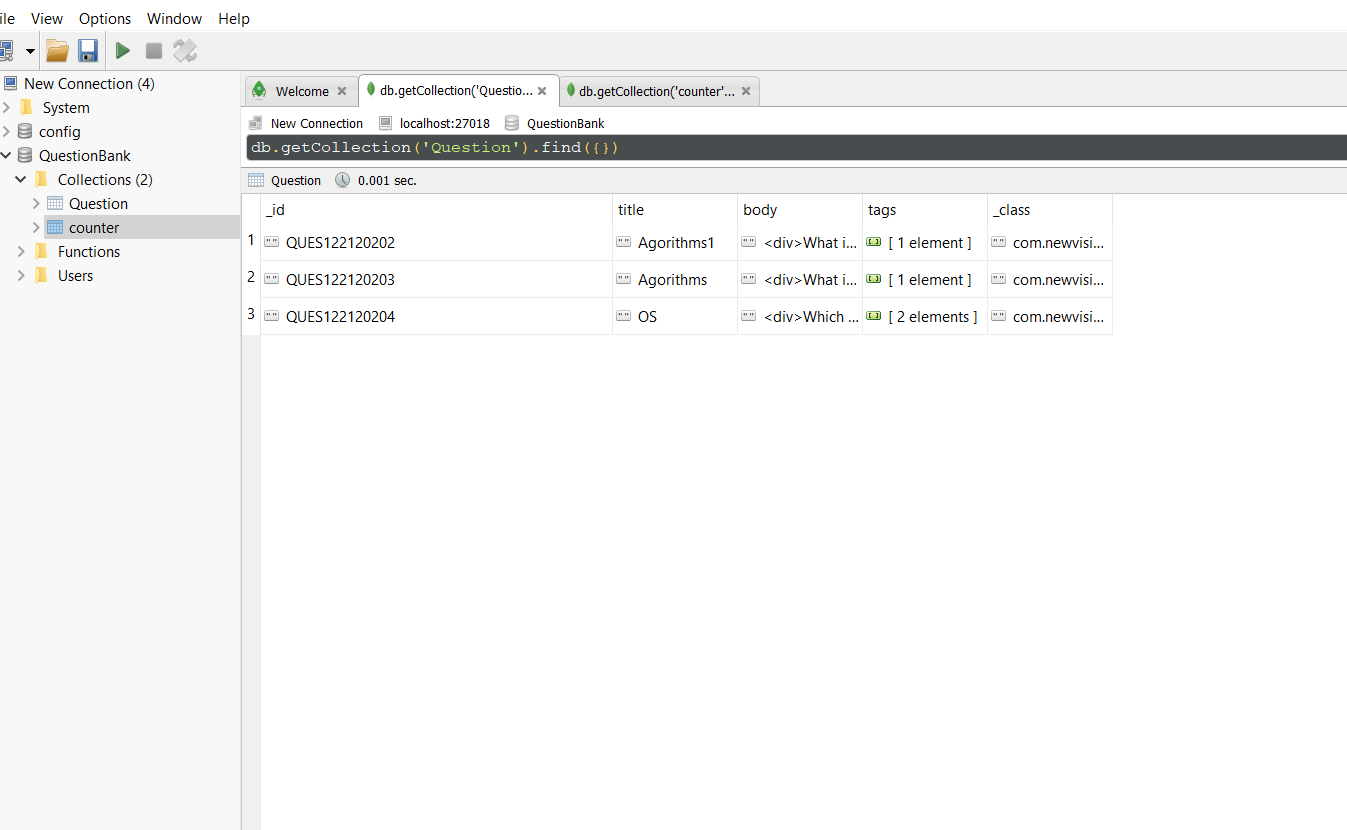 ile View Options Window Help
New Connection (4)
System
config
QuestionBank
Collections (2)
Question
counter
Functions
Users
Welcome db.getCollection('Questio... db.getCollection('counter'...
New Connection localhost:27018 QuestionBank
db.getCollection('Question').find({})
Question 0.001 sec.
_id title body tags _class
1 QUES122120202 Agorithms1 <div>What i... [ 1 element ] com.newvisi...
2 QUES122120203 Agorithms <div>What i... [ 1 element ] com.newvisi...
3 QUES122120204 OS <div>Which ... [ 2 elements ] com.newvisi...